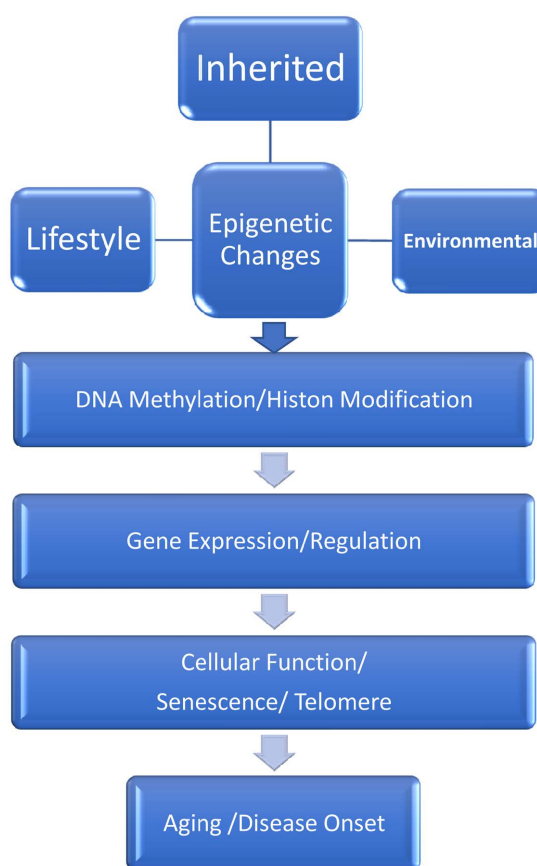 Inherited
Lifestyle
Epigenetic
Changes
Environmental
DNA Methylation/Histon Modification
Gene Expression/Regulation
Cellular Function/
Senescence/ Telomere
Aging /Disease Onset